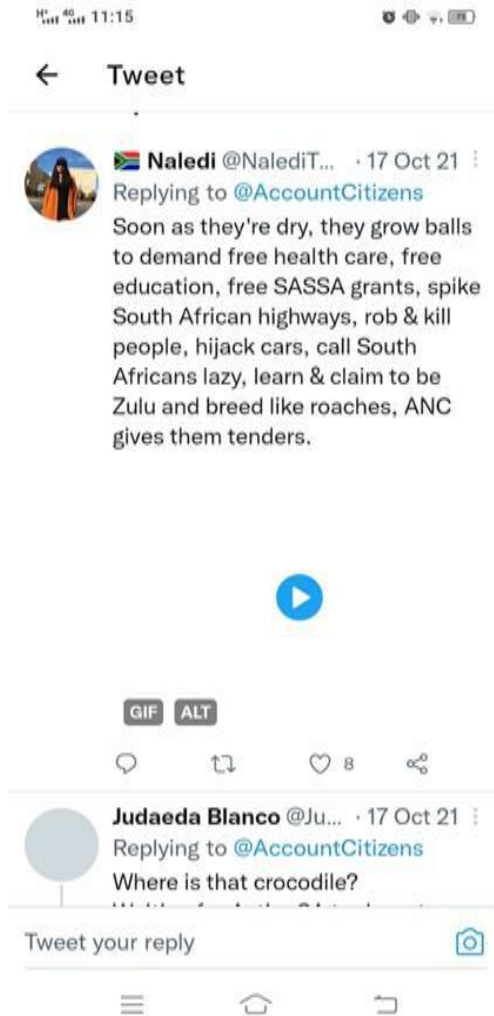 11:15
Tweet
Naledi @NalediT... · 17 Oct 21
Replying to @AccountCitizens
Soon as they're dry, they grow balls
to demand free health care, free
education, free SASSA grants, spike
South African highways, rob & kill
people, hijack cars, call South
Africans lazy, learn & claim to be
Zulu and breed like roaches, ANC
gives them tenders.
GIF ALT
8
Judaeda Blanco @Ju... · 17 Oct 21
Replying to @AccountCitizens
Where is that crocodile?
Tweet your reply